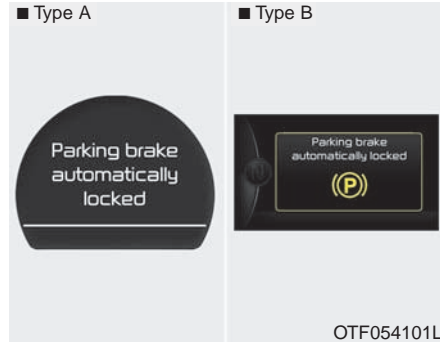 ■ Type A
Parking brake
automatically
locked
■ Type B
Parking brake
automatically locked
(P)
OTF054101L